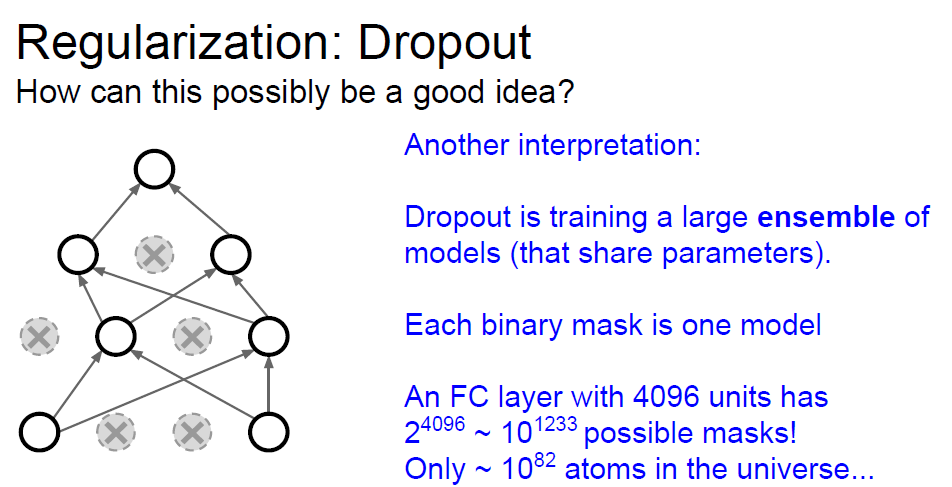 Regularization: Dropout
How can this possibly be a good idea?
Another interpretation:
Dropout is training a large ensemble of
models (that share parameters).
Each binary mask is one model
An FC layer with 4096 units has
2^4096 ~ 10^1233 possible masks!
Only ~ 10^82 atoms in the universe...